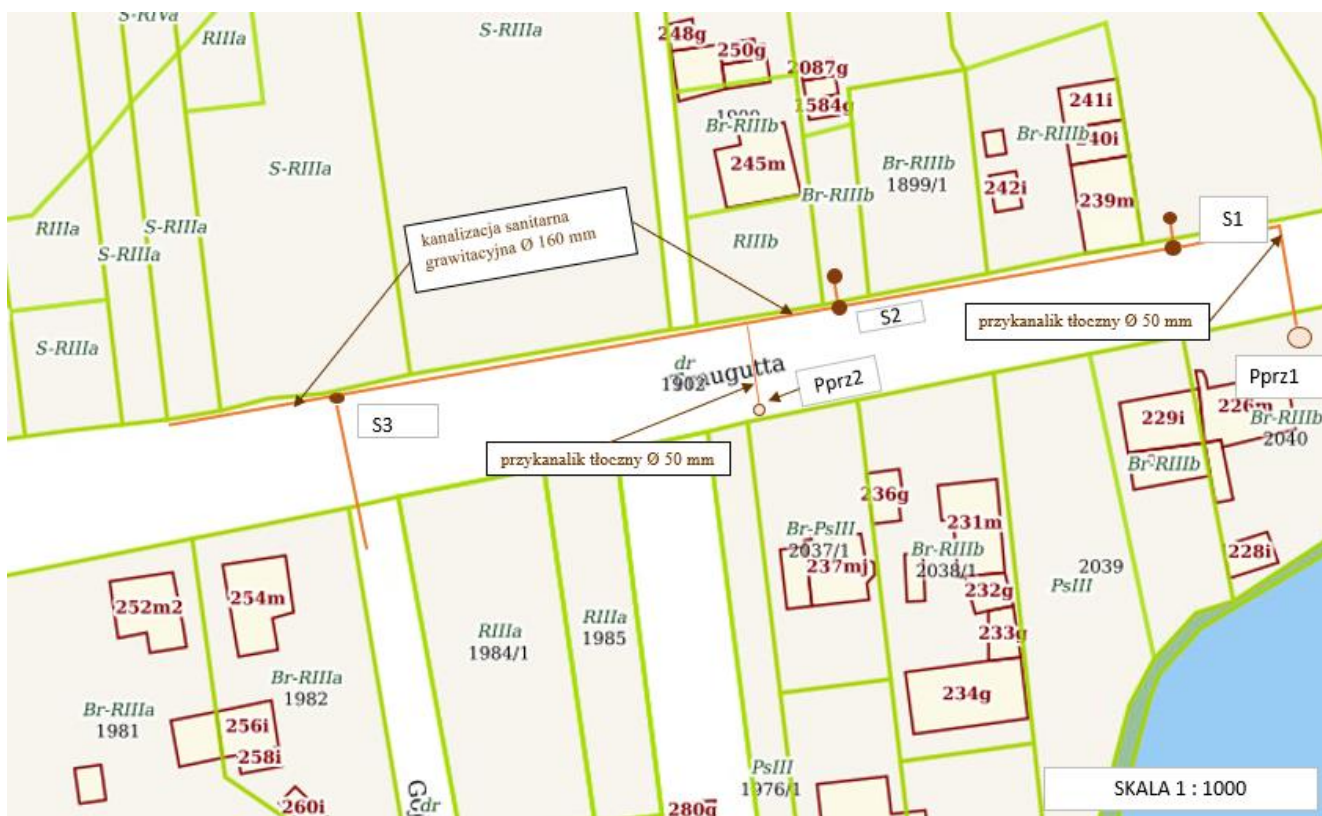 S-RIVa
RIIIa
S-RIIIa
248g
250g
2087g
1584g
1900
Br-RIIIb
245m
Br-RIIIb
Br-RIIIb
1899/1
241i
Br-RIIIb
240i
242i
239m
S-RIIIa
RIIIa
S-RIIIa
S-RIIIa
kanalizacja sanitarna
grawitacyjna Ø 160 mm
RIIIb
S1
S2
przykanalik tłoczny Ø 50 mm
S-RIIIa
dr
1902
Pprz2
Pprz1
S3
przykanalik tłoczny Ø 50 mm
229i
226m
Br-RIIIb
2040
Br-RIIIb
236g
231m
Br-PsIII
2037/1
237mj
Br-RIIIb
2038/1
228i
2039
PsIII
232g
233g
234g
252m2
254m
RIIIa
1984/1
RIIIa
1985
Br-RIIIa
1982
Br-RIIIa
1981
256i
258i
260i
dr
PsIII
1976/1
280g
SKALA 1 : 1000